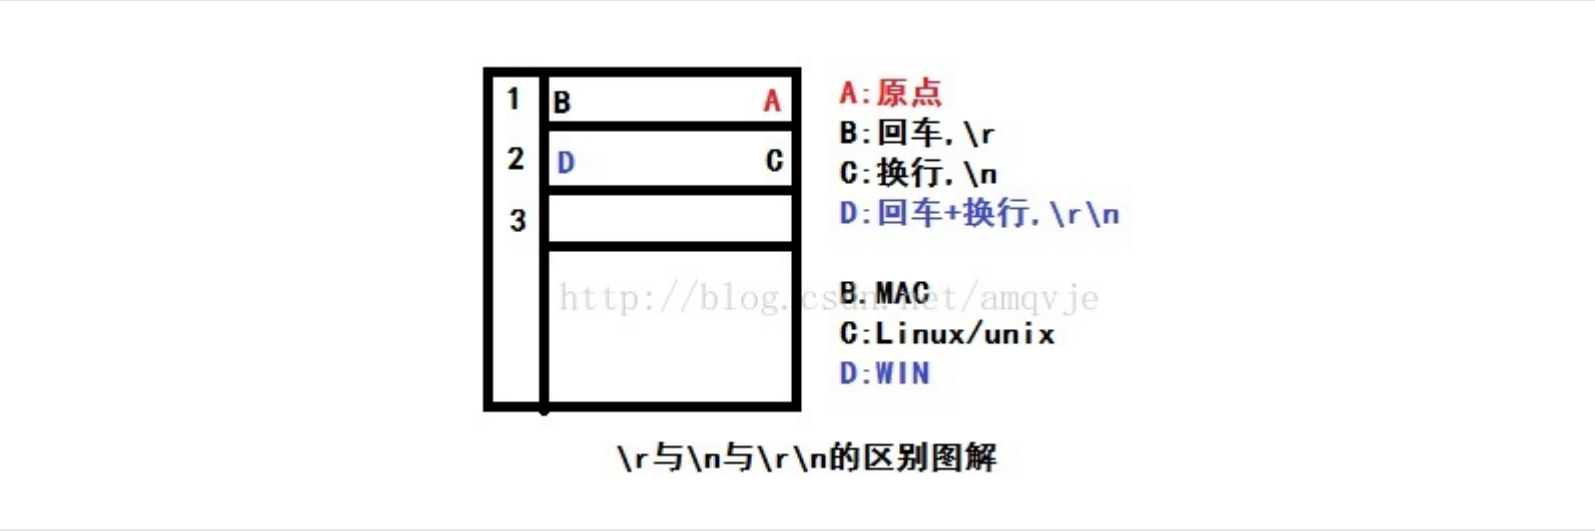 1 B A
2 D C
3
A:原点
B:回车,\r
C:换行,\n
D:回车+换行,\r\n
http://blog.csdn.net/amqvje
B.MAC
C:Linux/unix
D:WIN
\r与\n与\r\n的区别图解